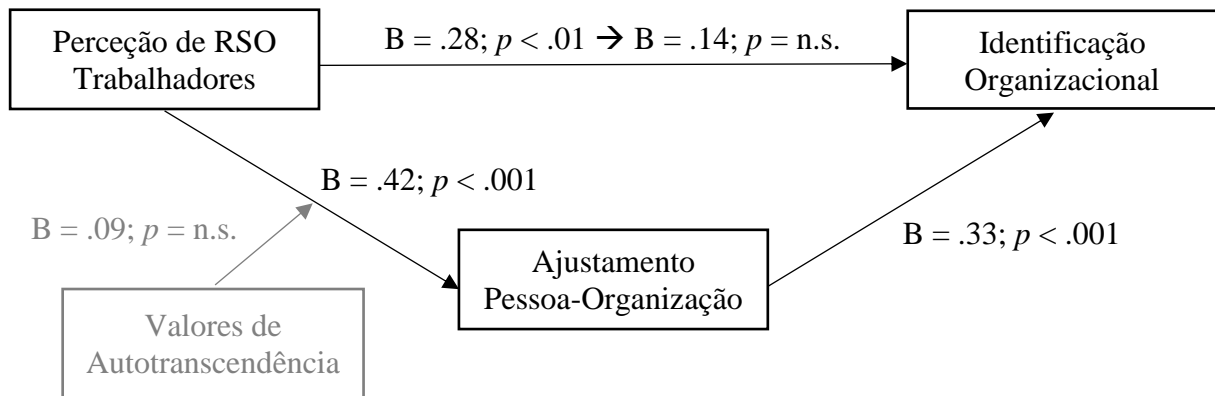 Perceção de RSO
Trabalhadores
B = .28; p < .01 → B = .14; p = n.s.
Identificação
Organizacional
B = .42; p < .001
B = .09; p = n.s.
B = .33; p < .001
Ajustamento
Pessoa-Organização
Valores de
Autotranscendência